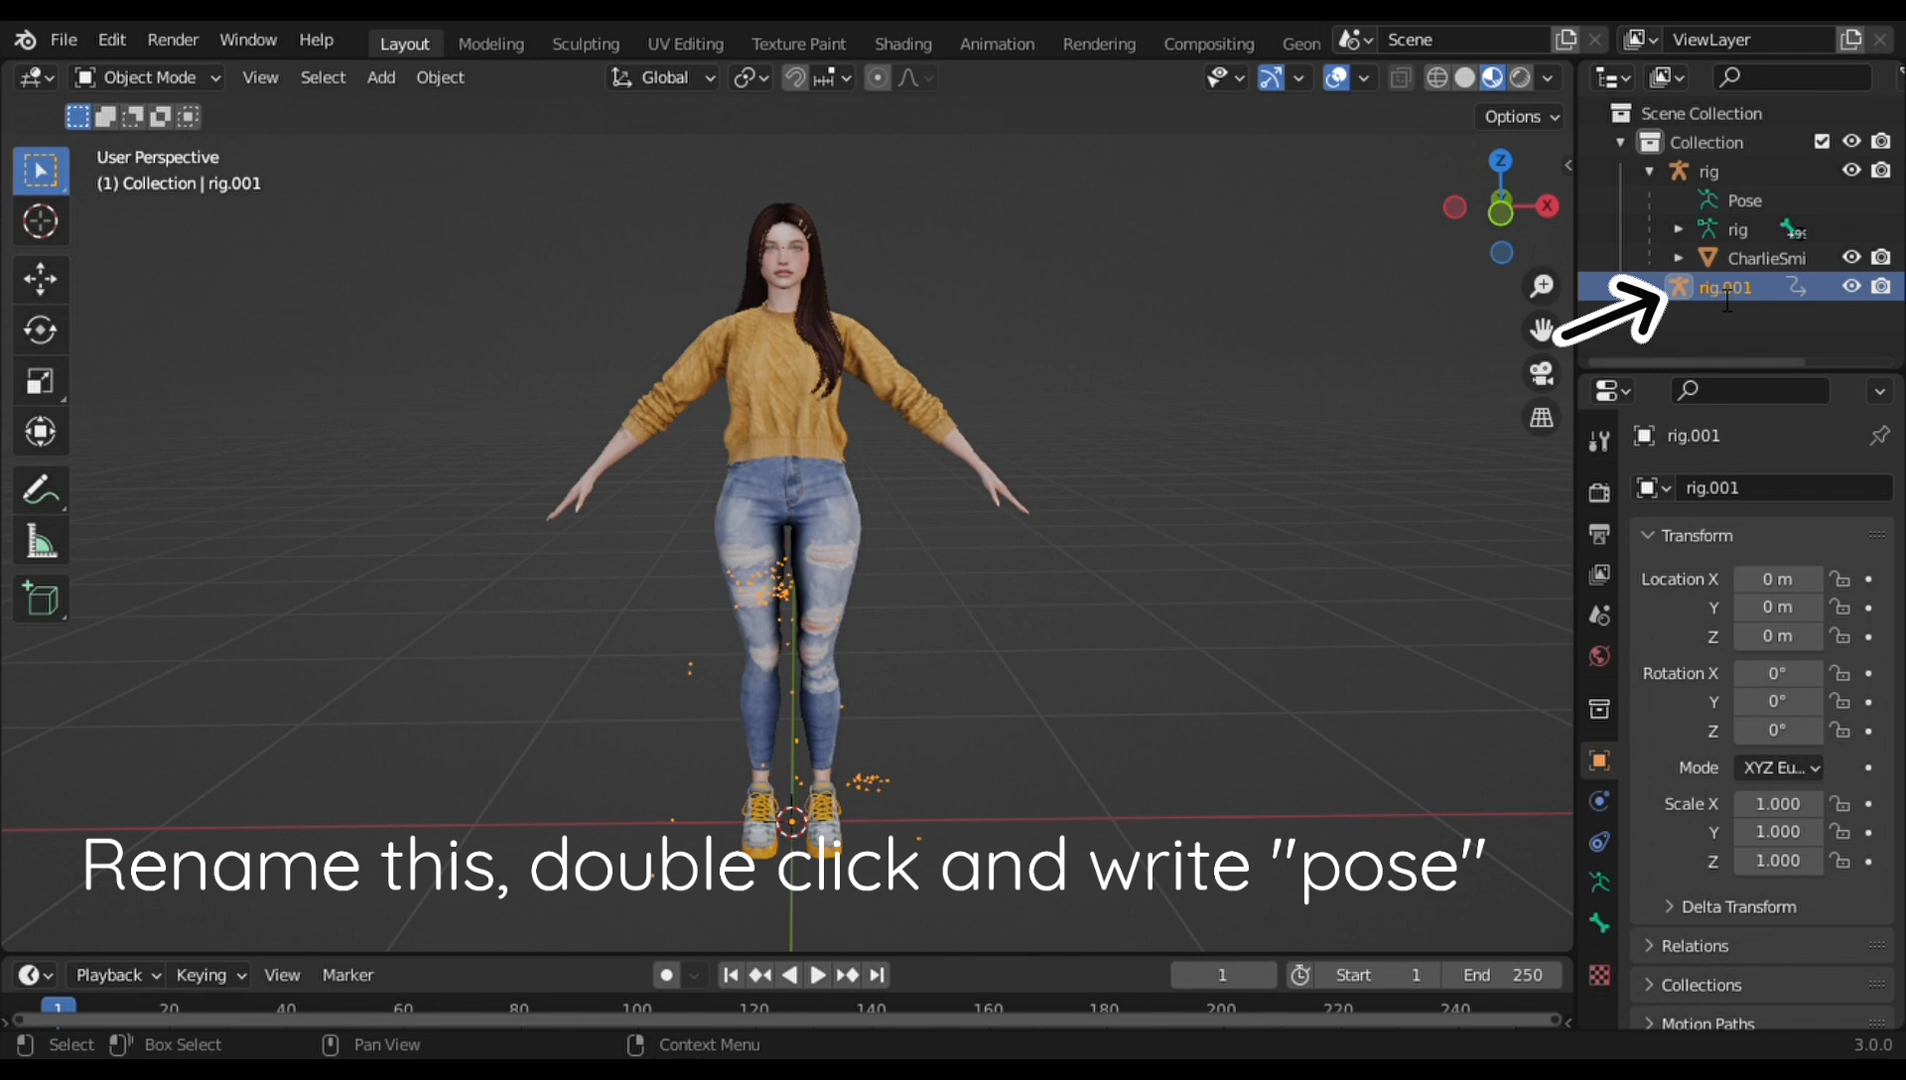 File Edit Render Window Help Layout Modeling Sculpting UV Editing Texture Paint Shading Animation Rendering Compositing Geon Scene ViewLayer
Object Mode View Select Add Object Global
Options
User Perspective
(1) Collection | rig.001
Z
X
Scene Collection
Collection
rig
Pose
rig
CharlieSmi
rig.001
rig.001
rig.001
Transform
Location X 0 m
Y 0 m
Z 0 m
Rotation X 0°
Y 0°
Z 0°
Mode XYZ Eu...
Scale X 1.000
Y 1.000
Z 1.000
Delta Transform
Relations
Collections
Motion Paths
Rename this, double click and write "pose"
Playback Keying View Marker 1 Start 1 End 250
1 20 40 60 80 100 120 140 160 180 200 220 240
Select Box Select Pan View Context Menu 3.0.0